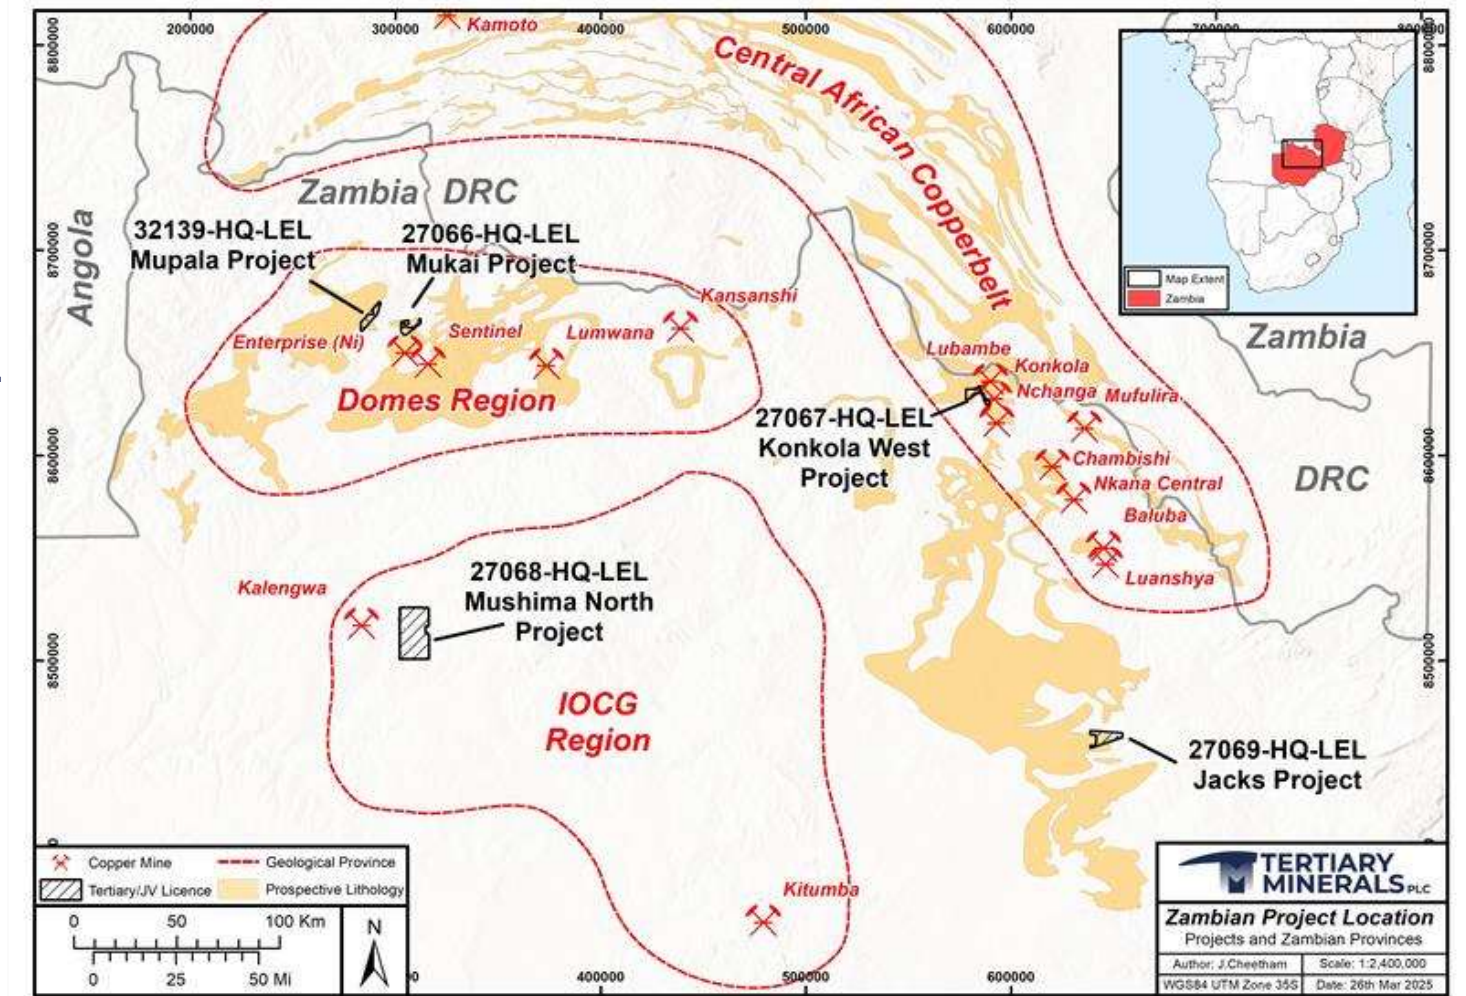 200000
300000
400000
500000
600000
700000
8800000
8800000
Kamoto
Central African Copperbelt
Map Extent
Zambia
Zambia
DRC
Angola
32139-HQ-LEL
Mupala Project
27066-HQ-LEL
Mukai Project
8700000
8700000
Kansanshi
Enterprise (Ni)
Sentinel
Lumwana
Domes Region
Zambia
Lubambe
Konkola
Nchanga
Mufulira
27067-HQ-LEL
Konkola West
Project
8600000
8600000
Chambishi
DRC
Nkana Central
Baluba
Luanshya
Kalengwa
27068-HQ-LEL
Mushima North
Project
8500000
8500000
IOCG
Region
27069-HQ-LEL
Jacks Project
Kitumba
Copper Mine
Geological Province
Tertiary/JV Licence
Prospective Lithology
0
50
100 Km
0
25
50 Mi
N
400000
500000
600000
TERTIARY
MINERALS PLC
Zambian Project Location
Projects and Zambian Provinces
Author: J.Cheetham
Scale: 1:2,400,000
WGS84 UTM Zone 35S
Date: 26th Mar 2025